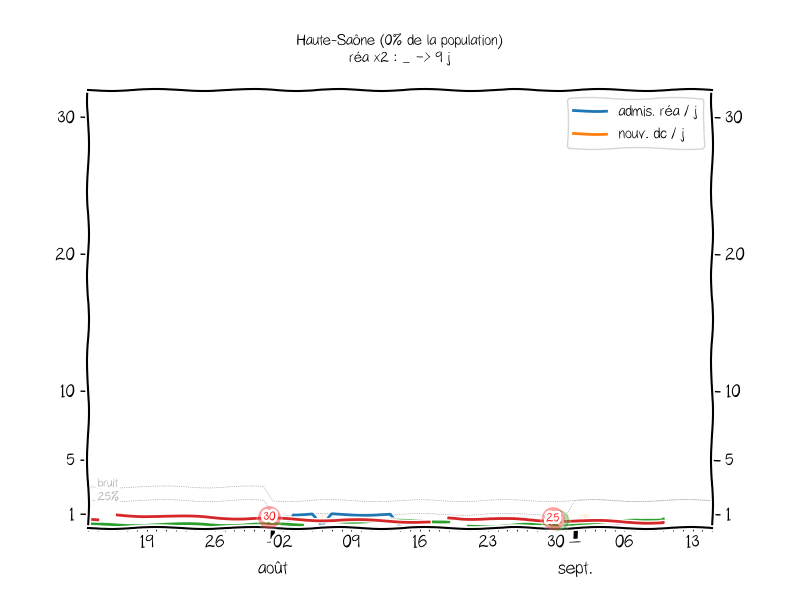 Haute-Saône (0% de la population)
réa x2 : _ -> 9 j
admis. réa / j
nouv. dc / j
30 30
20 20
10 10
5 5
bruit
25%
1 30 25 1
19 26 02 09 16 23 30 06 13
août sept.